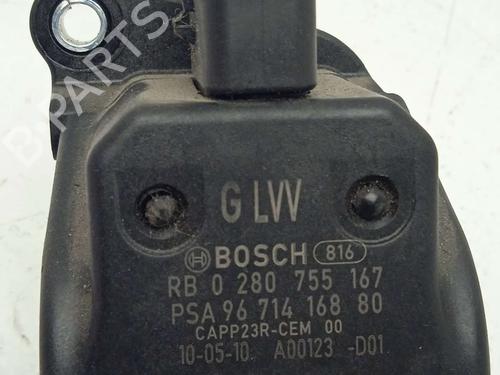 G LVV
BOSCH 816
RB 0 280 755 167
PSA 96 714 168 80
CAPP23R-CEM 00
10-05-10 A00123 -D01
B-PARTS